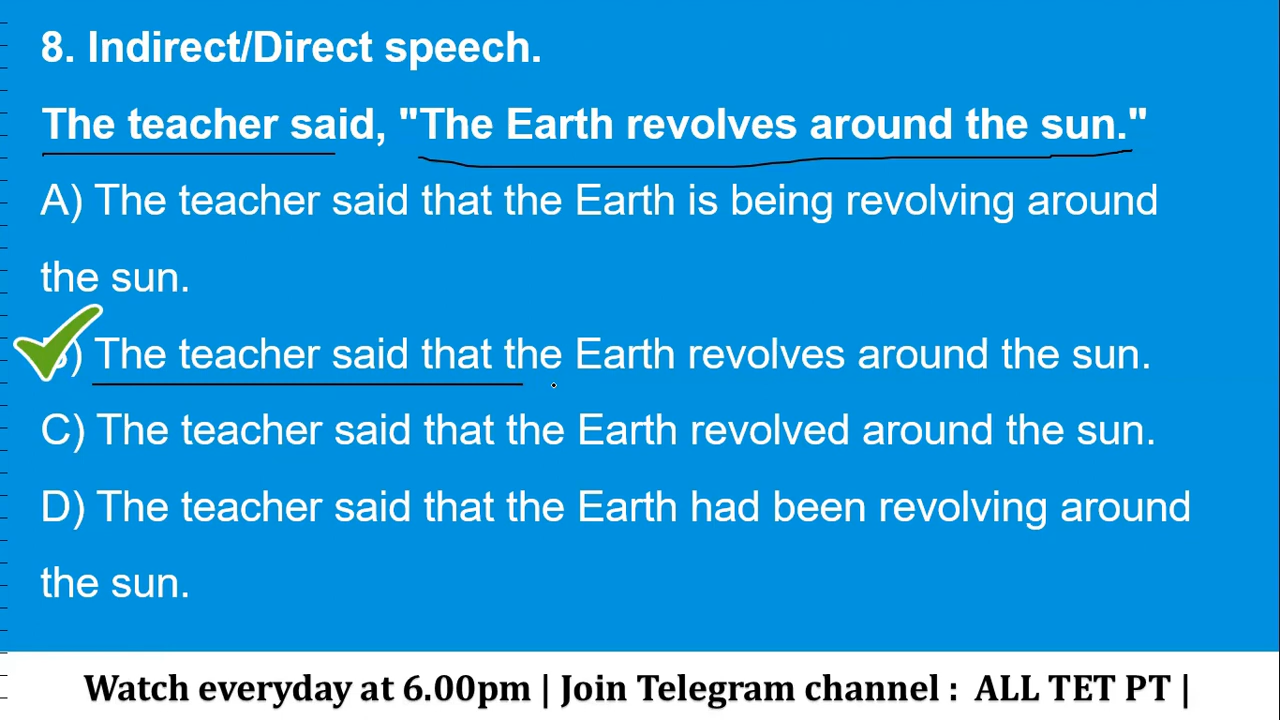 8. Indirect/Direct speech.
The teacher said, "The Earth revolves around the sun."
A) The teacher said that the Earth is being revolving around
the sun.
The teacher said that the Earth revolves around the sun.
C) The teacher said that the Earth revolved around the sun.
D) The teacher said that the Earth had been revolving around
the sun.
Watch everyday at 6.00pm | Join Telegram channel : ALL TET PT |